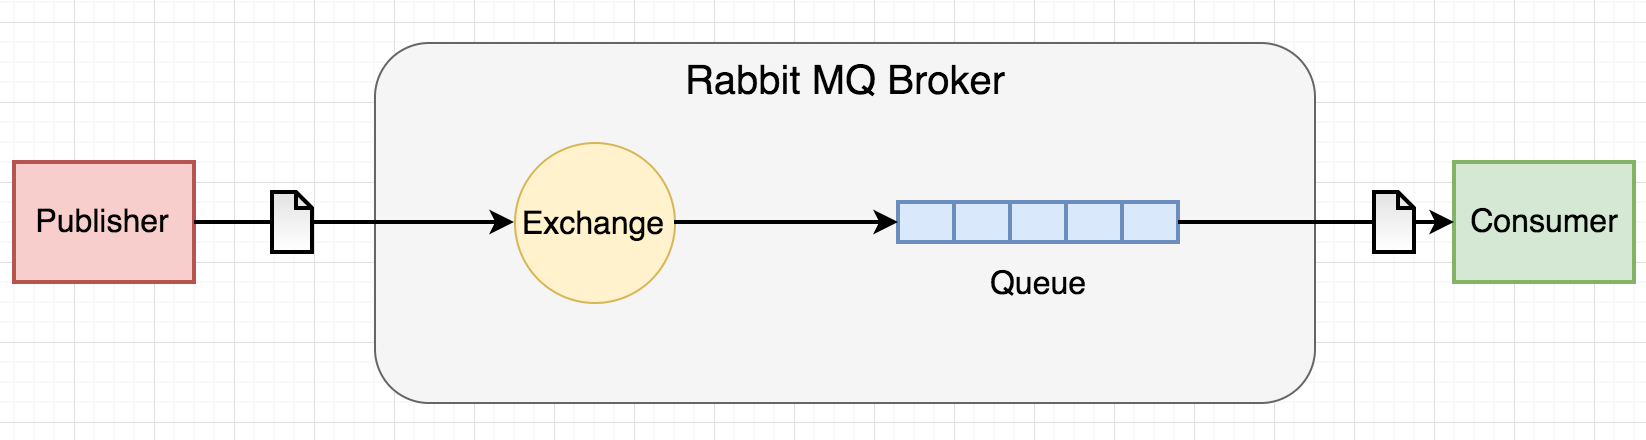 Rabbit MQ Broker
Publisher
Exchange
Queue
Consumer